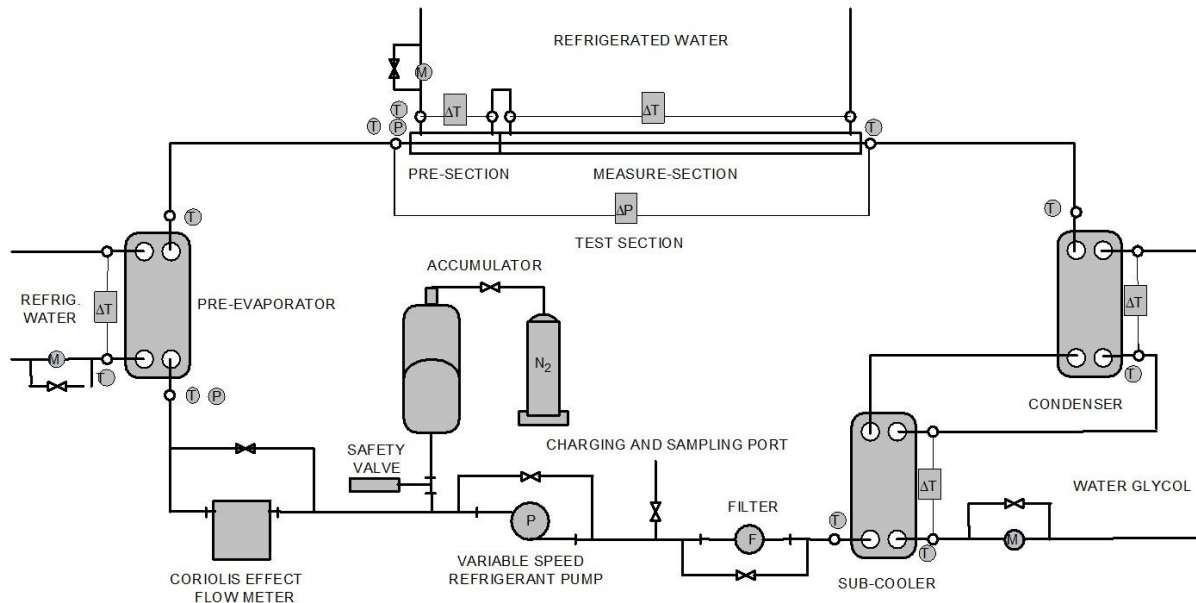 REFRIGERATED WATER
M
T
ΔT
ΔT
T
P
T
PRE-SECTION
MEASURE-SECTION
ΔP
TEST SECTION
T
T
ACCUMULATOR
REFRIG.
WATER
ΔT
PRE-EVAPORATOR
ΔT
M
T
N2
T
T
P
CONDENSER
CHARGING AND SAMPLING PORT
SAFETY
VALVE
ΔT
WATER GLYCOL
FILTER
P
T
F
T
M
VARIABLE SPEED
REFRIGERANT PUMP
SUB-COOLER
CORIOLIS EFFECT
FLOW METER